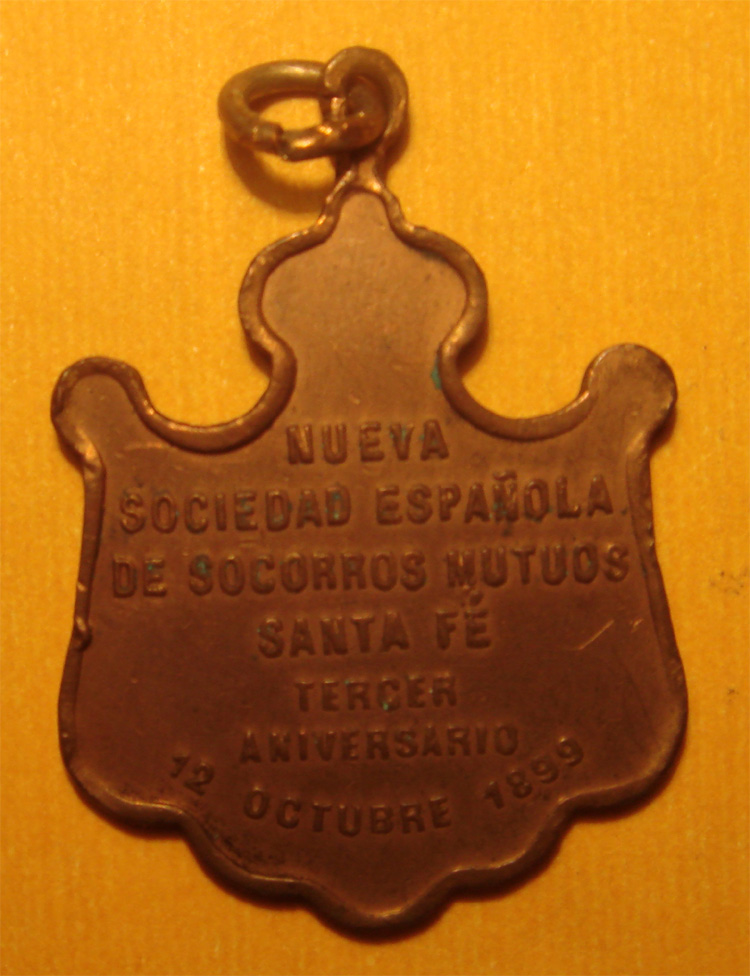 NUEVA
SOCIEDAD ESPAÑOLA
DE SOCORROS MUTUOS
SANTA FÉ
TERCER
ANIVERSARIO
12 OCTUBRE 1899